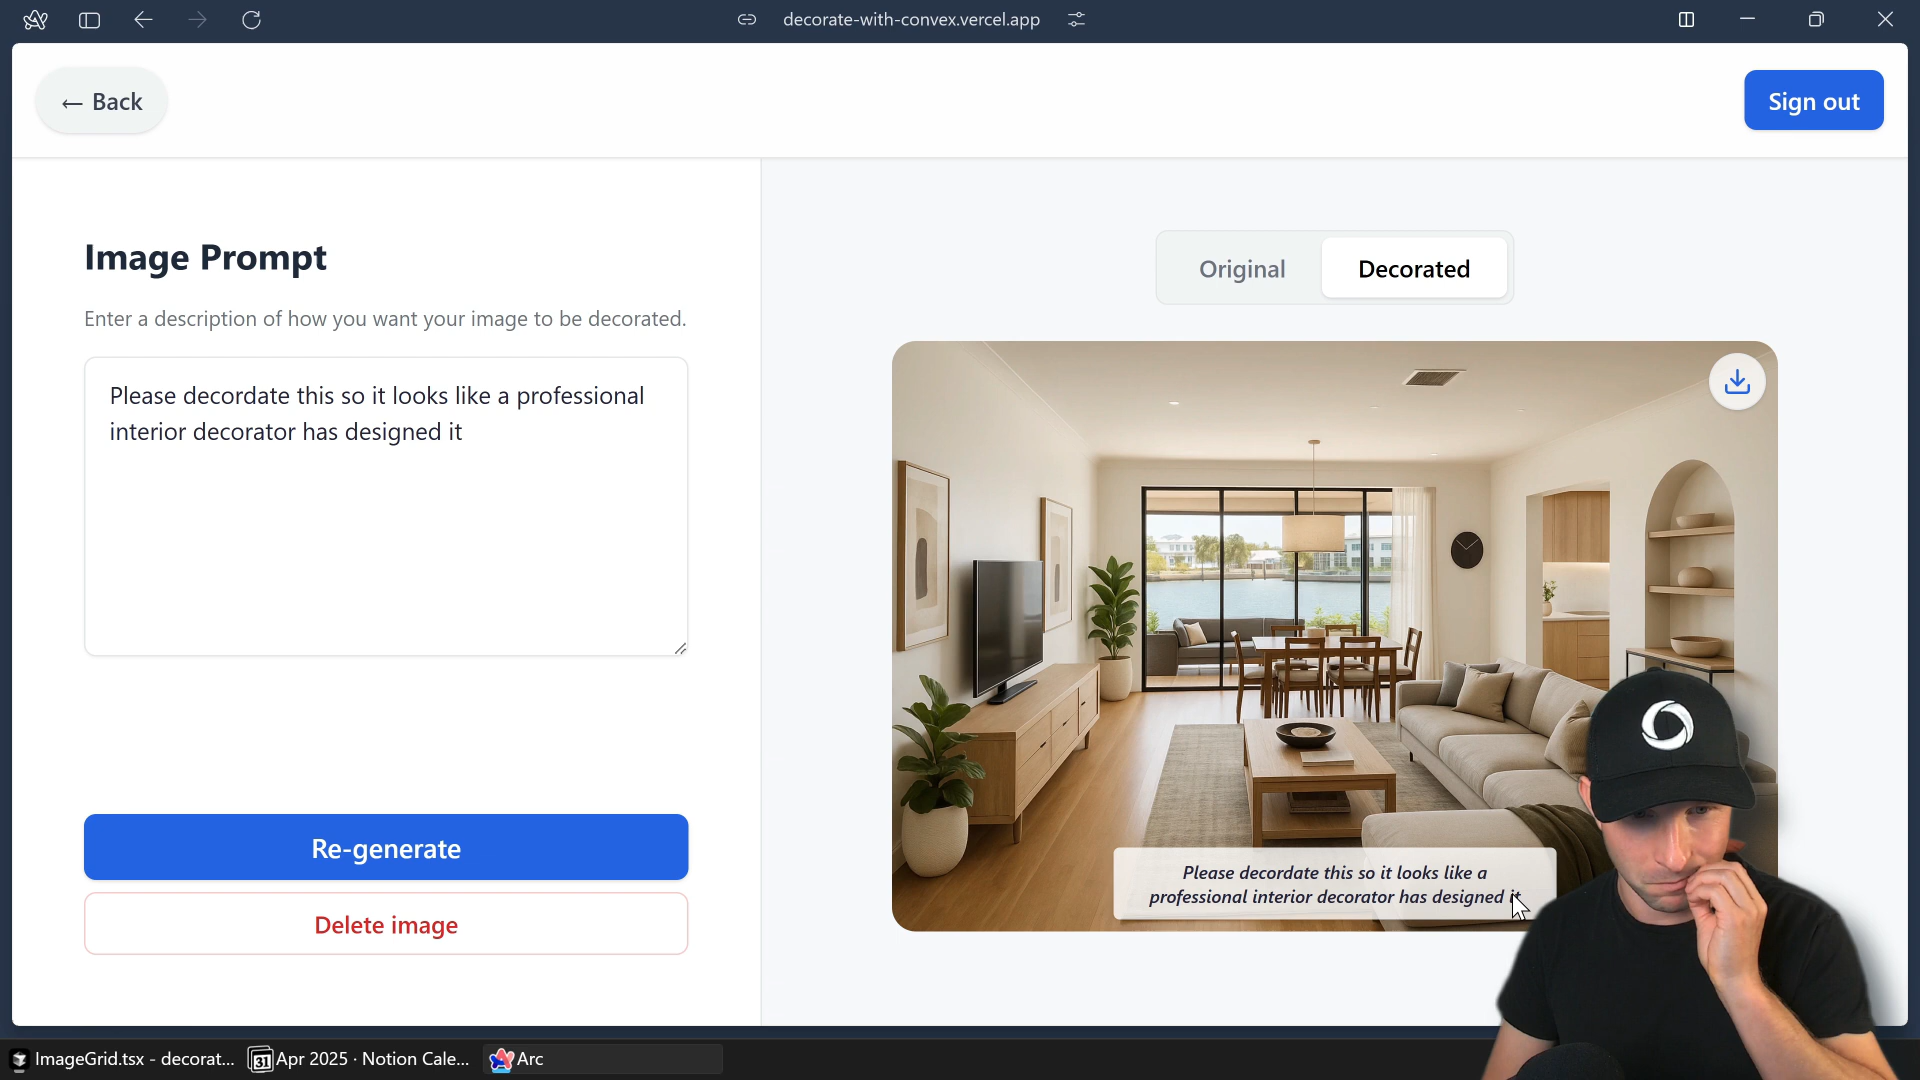 decorate-with-convex.vercel.app
← Back
Sign out
Image Prompt
Enter a description of how you want your image to be decorated.
Please decordate this so it looks like a professional
interior decorator has designed it
Re-generate
Delete image
Original
Decorated
Please decordate this so it looks like a
professional interior decorator has designed it
ImageGrid.tsx - decorat...
31
Apr 2025 · Notion Cale...
Arc